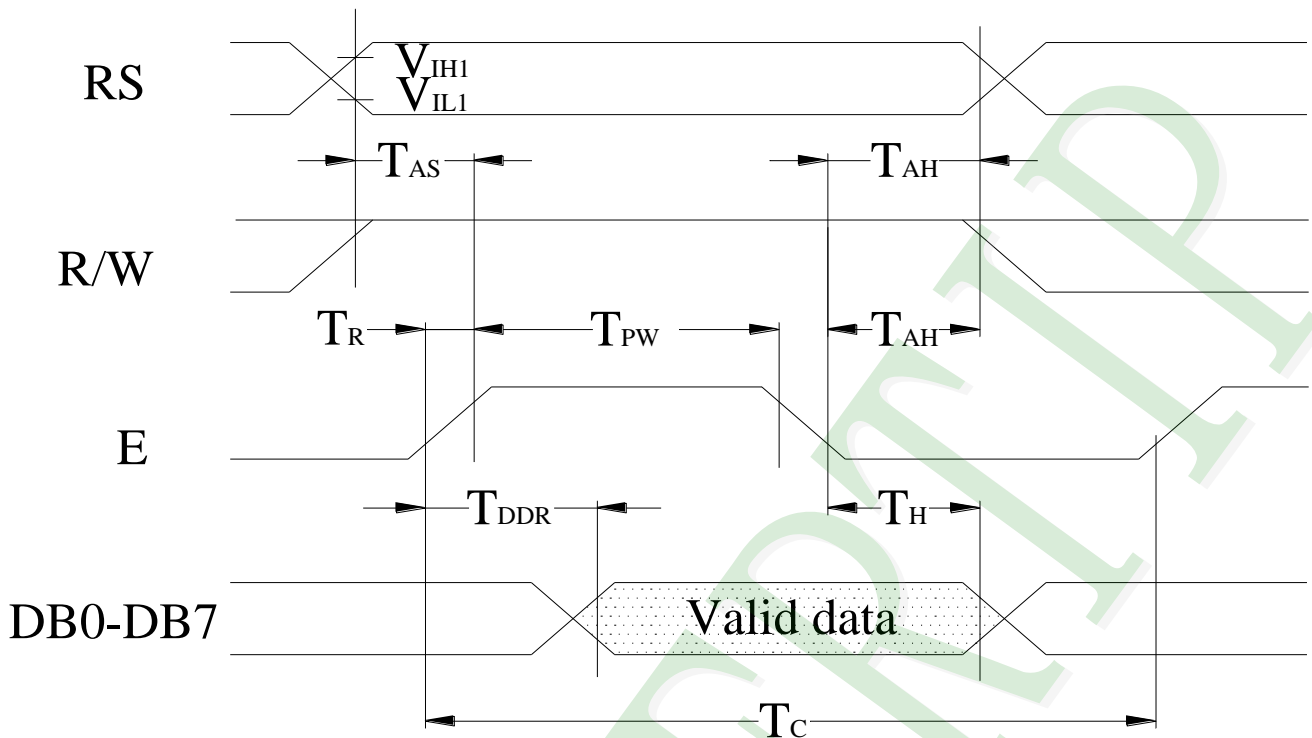 RS
VIH1
VIL1
TAS
TAH
R/W
TR
TPW
TAH
E
TDDR
TH
DB0-DB7
Valid data
TC